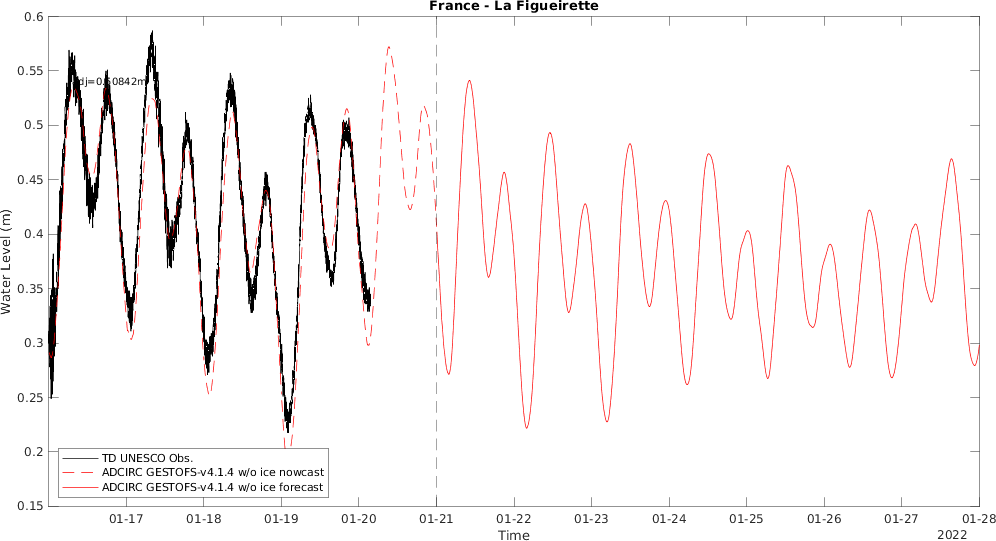 France - La Figueirette
0.6
0.55
0.5
0.45
0.4
0.35
0.3
0.25
0.2
0.15
Water Level (m)
TD UNESCO Obs.
ADCIRC GESTOFS-v4.1.4 w/o ice nowcast
ADCIRC GESTOFS-v4.1.4 w/o ice forecast
01-17 01-18 01-19 01-20 01-21 01-22 01-23 01-24 01-25 01-26 01-27 01-28
Time
2022